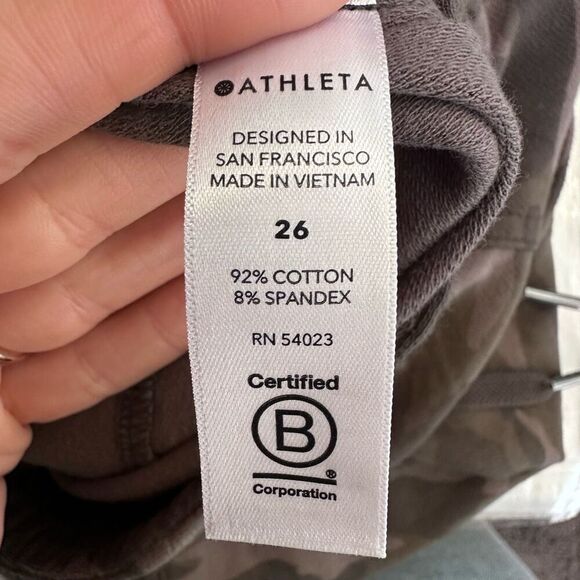 ATHLETA
DESIGNED IN
SAN FRANCISCO
MADE IN VIETNAM
26
92% COTTON
8% SPANDEX
RN 54023
Certified
B
®
Corporation